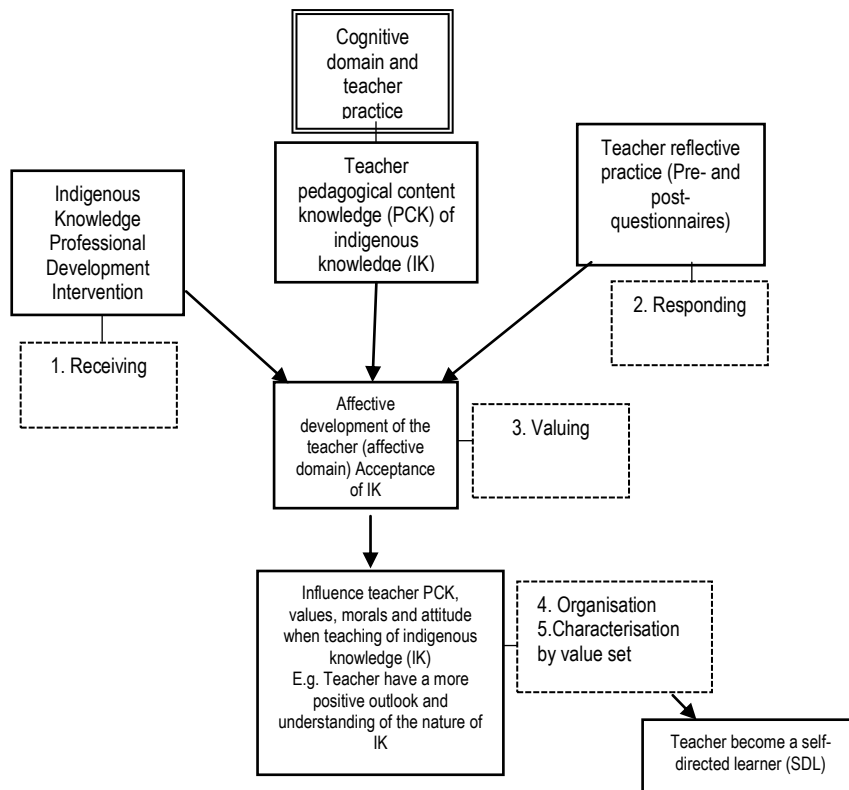 Cognitive
domain and
teacher
practice
Teacher
pedagogical content
knowledge (PCK) of
indigenous
knowledge (IK)
Teacher reflective
practice (Pre- and
post-
questionnaires)
Indigenous
Knowledge
Professional
Development
Intervention
2. Responding
1. Receiving
Affective
development of the
teacher (affective
domain) Acceptance
of IK
3. Valuing
Influence teacher PCK,
values, morals and attitude
when teaching of indigenous
knowledge (IK)
E.g. Teacher have a more
positive outlook and
understanding of the nature of
IK
4. Organisation
5.Characterisation
by value set
Teacher become a self-
directed learner (SDL)